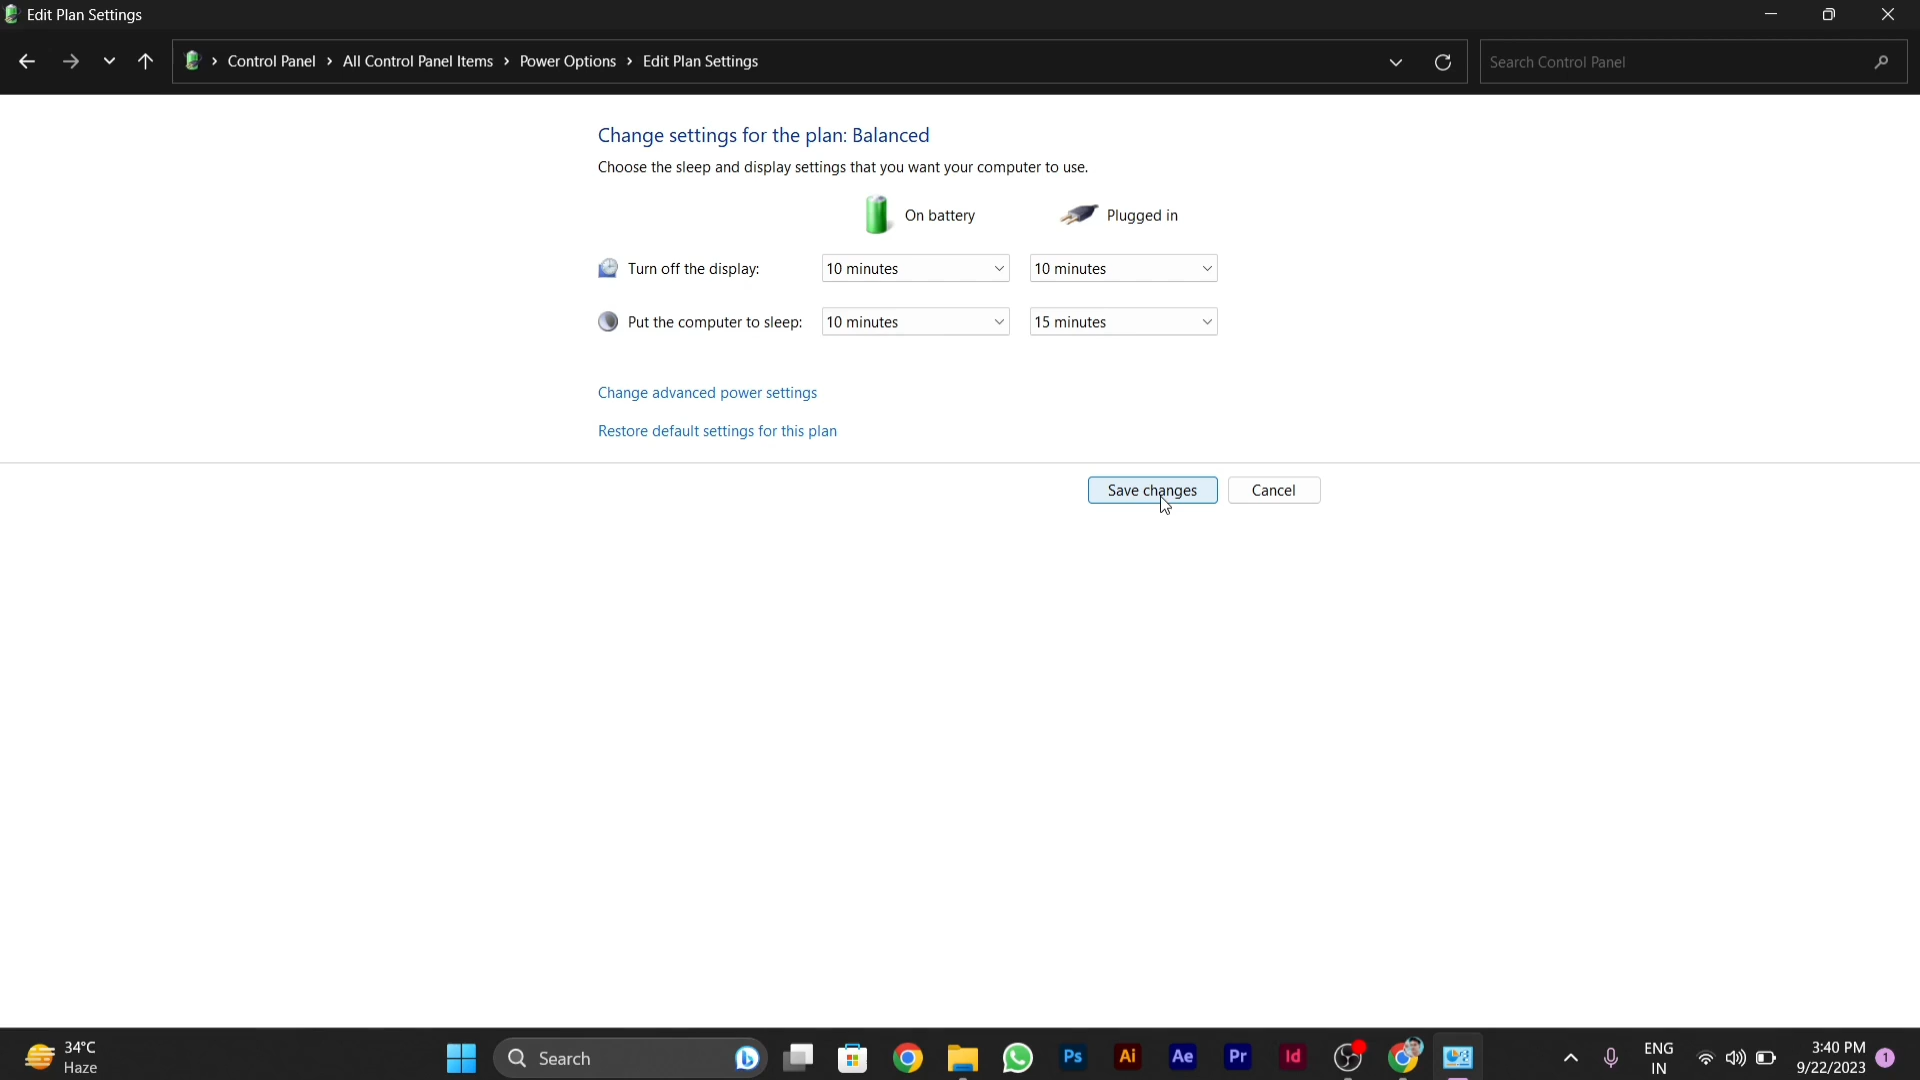 Edit Plan Settings
Control Panel > All Control Panel Items > Power Options > Edit Plan Settings
Search Control Panel
Change settings for the plan: Balanced
Choose the sleep and display settings that you want your computer to use.
On battery Plugged in
Turn off the display: 10 minutes 10 minutes
Put the computer to sleep: 10 minutes 15 minutes
Change advanced power settings
Restore default settings for this plan
Save changes Cancel
34°C
Haze
Search
Ps Ai Ae Pr Id
ENG
IN
3:40 PM
9/22/2023
1